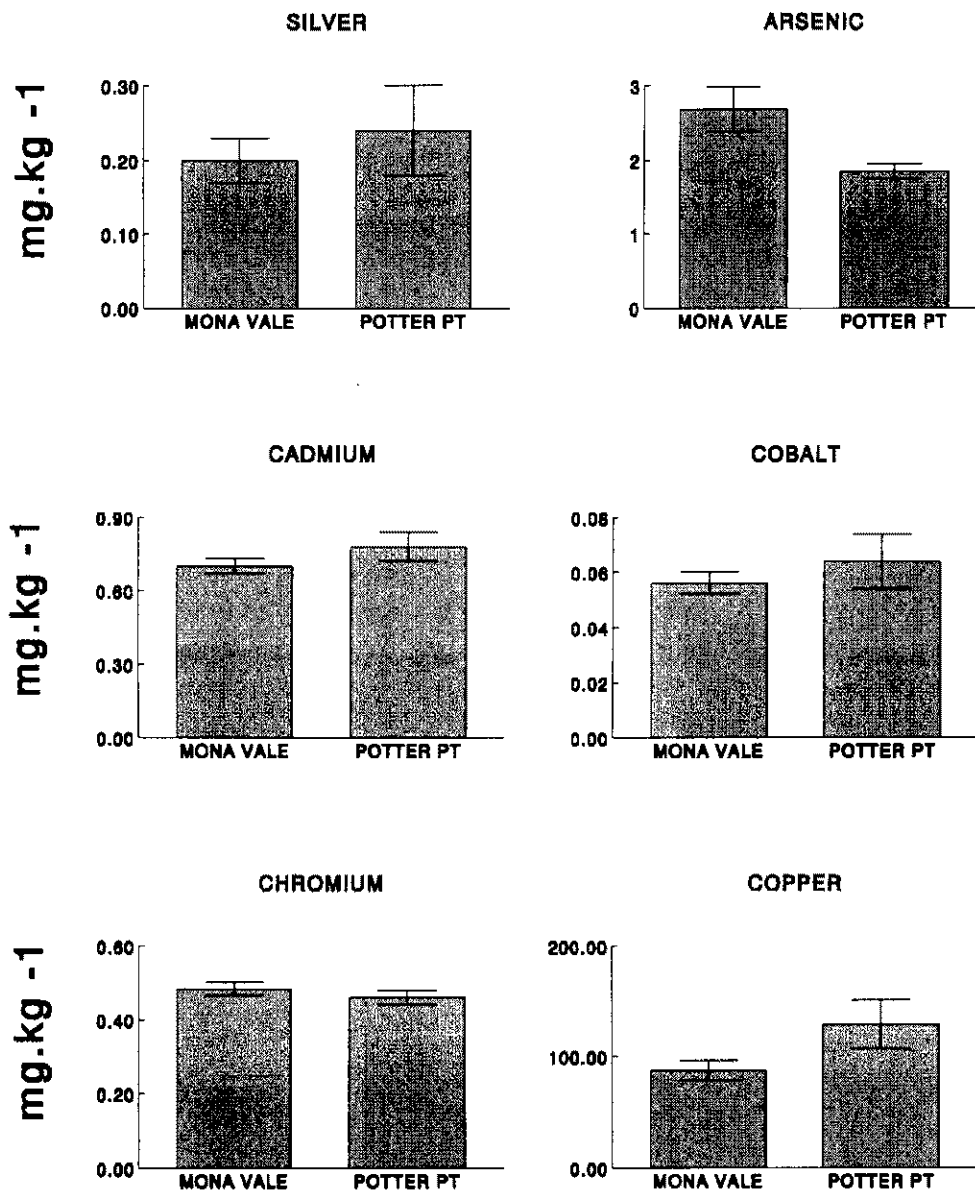 SILVER
mg.kg -1
0.30
0.20
0.10
0.00
MONA VALE POTTER PT
ARSENIC
3
2
1
0
MONA VALE POTTER PT
CADMIUM
mg.kg -1
0.90
0.60
0.30
0.00
MONA VALE POTTER PT
COBALT
0.08
0.06
0.04
0.02
0.00
MONA VALE POTTER PT
CHROMIUM
mg.kg -1
0.60
0.40
0.20
0.00
MONA VALE POTTER PT
COPPER
200.00
100.00
0.00
MONA VALE POTTER PT